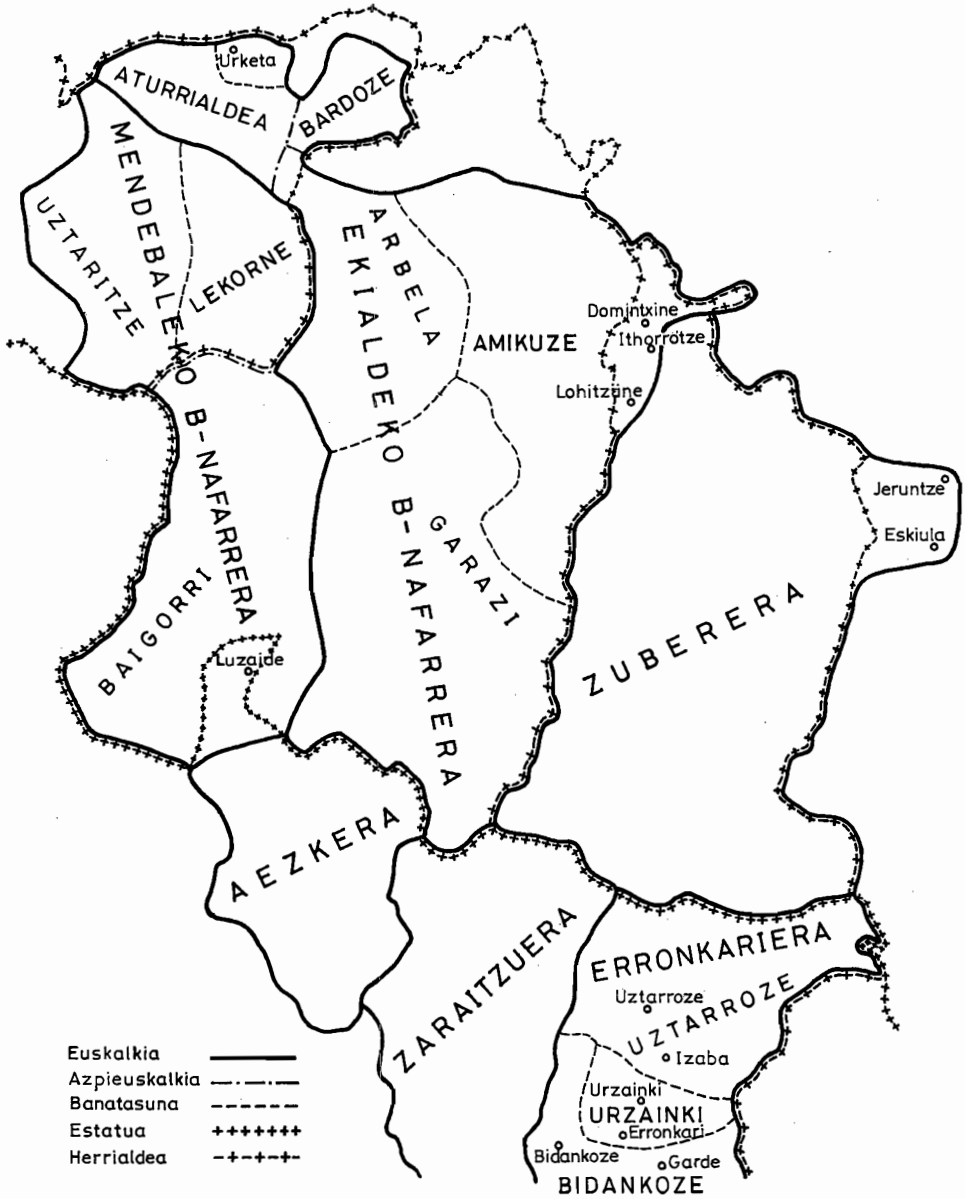 Urketa
ATURRIALDEA
BARDOZE
MENDEBALEKO B-NAFARRERA
UZTARITZE
LEKORNE
ARBELA
EKIALDEKO B-NAFARRERA
AMIKUZE
Domintxine
Ithorrotze
Lohitzune
Jeruntze
Eskiula
GARAZI
BAIGORRI
Luzaide
ZUBERERA
AEZKERA
ZARAITZUERA
ERRONKARIERA
Uztarroze
UZTARROZE
Izaba
Urzainki
URZAINKI
Erronkari
Bidankoze
Garde
BIDANKOZE
Euskalkia
Azpieuskalkia
Banatasuna
Estatua
Herrialdea